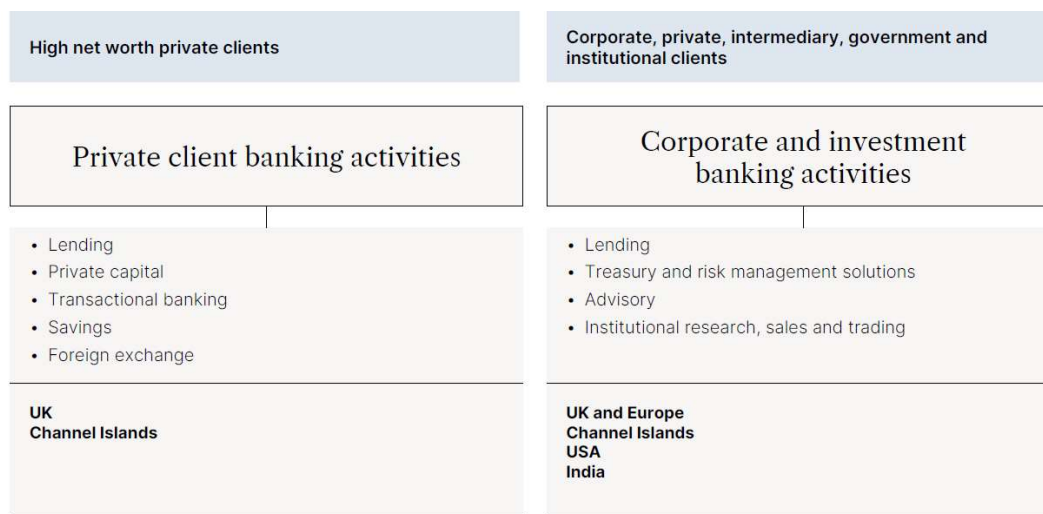 High net worth private clients
Private client banking activities
• Lending
• Private capital
• Transactional banking
• Savings
• Foreign exchange
UK
Channel Islands
Corporate, private, intermediary, government and
institutional clients
Corporate and investment
banking activities
• Lending
• Treasury and risk management solutions
• Advisory
• Institutional research, sales and trading
UK and Europe
Channel Islands
USA
India